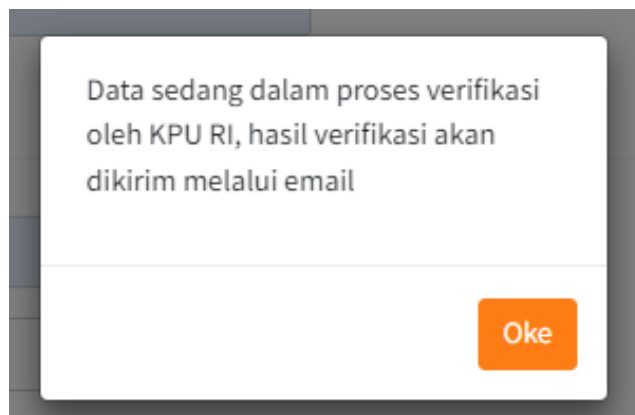 Data sedang dalam proses verifikasi
oleh KPU RI, hasil verifikasi akan
dikirim melalui email
Oke